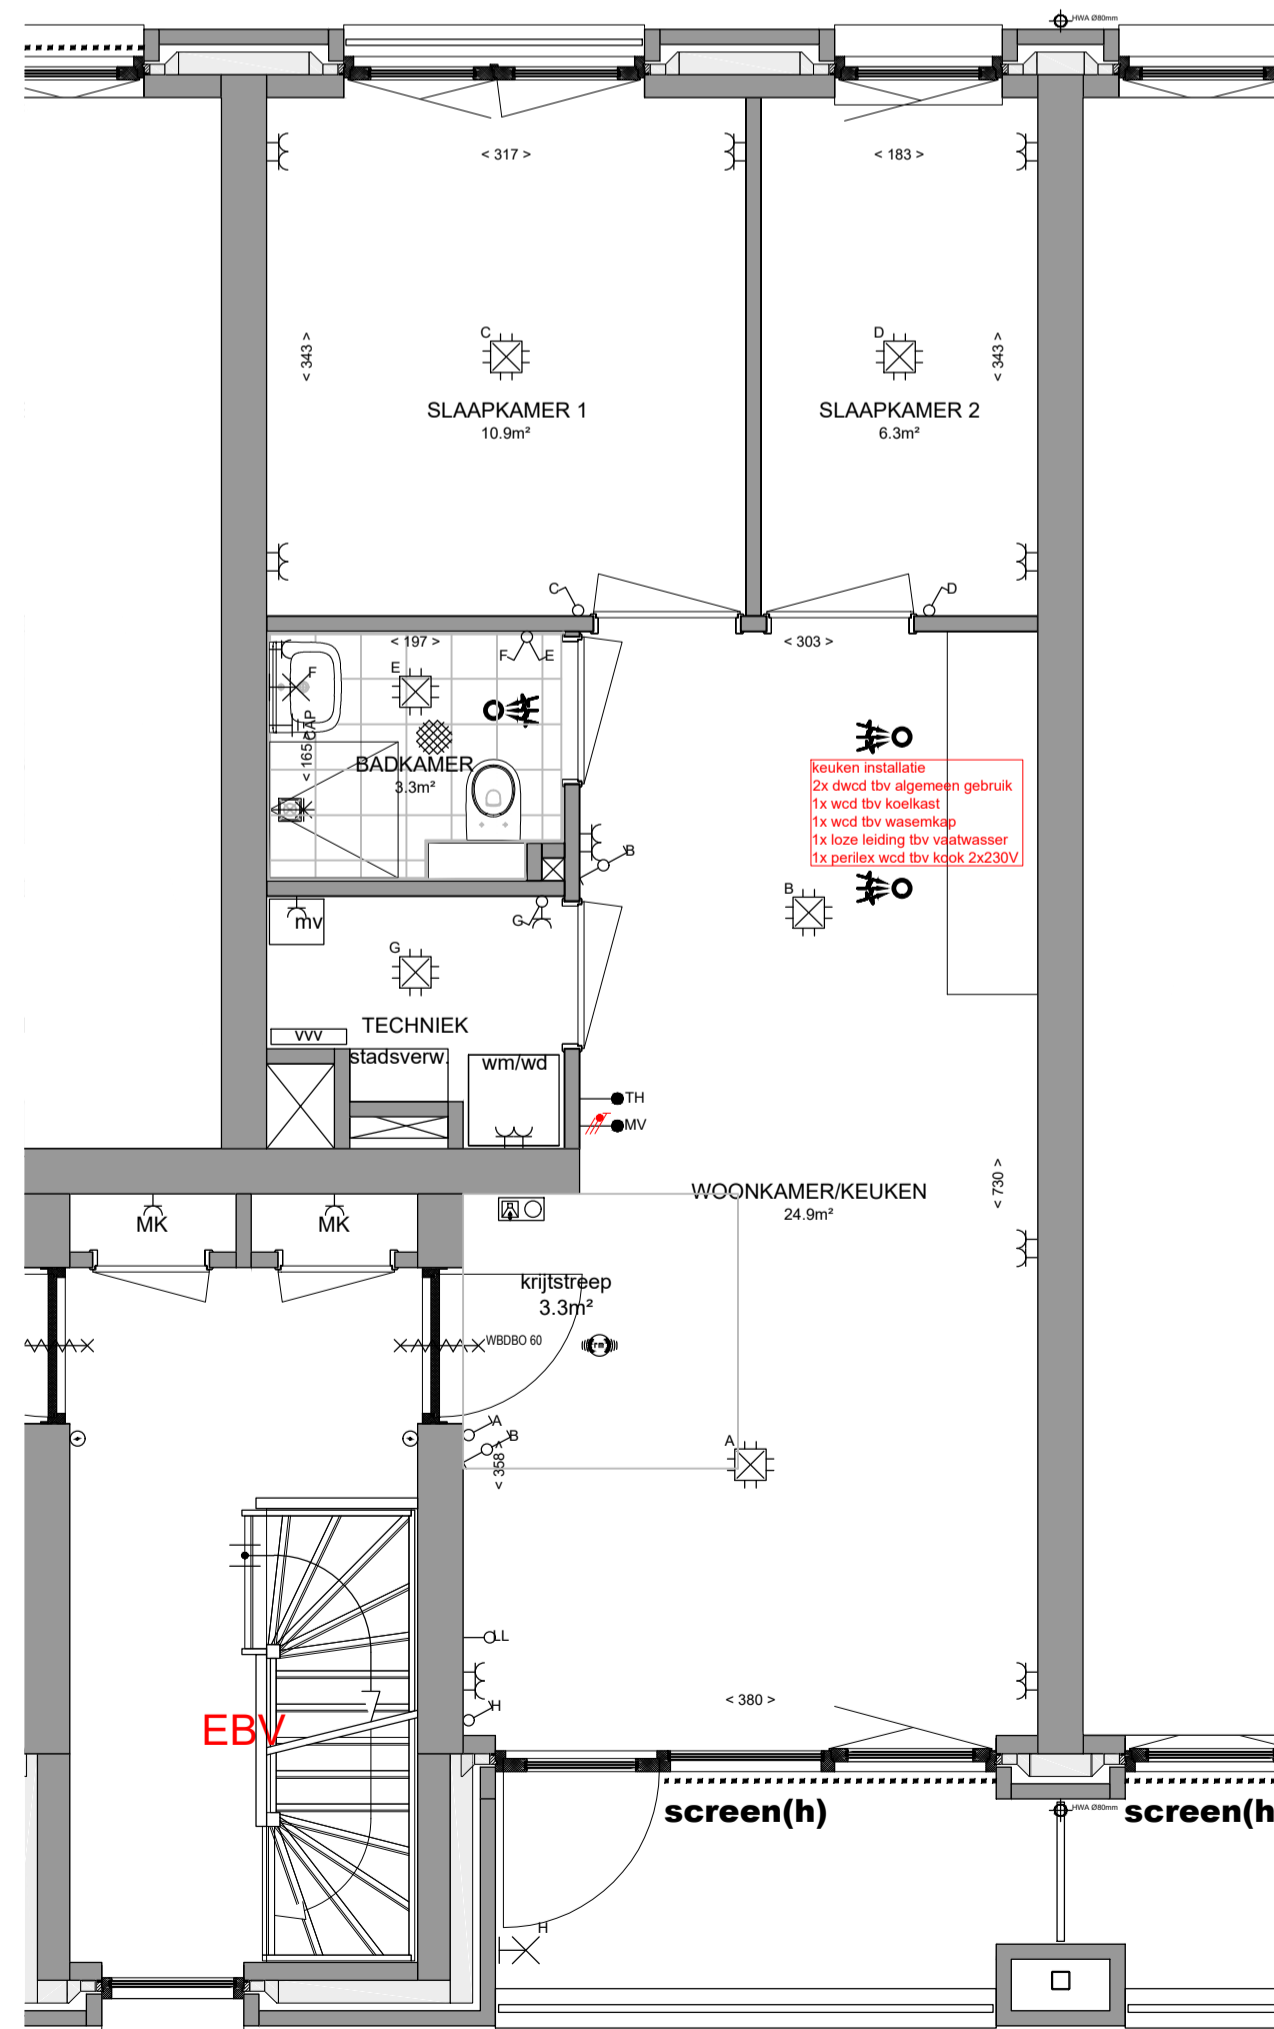 HWA Ø80mm
< 317 >
< 183 >
C
D
< 343 >
< 343 >
SLAAPKAMER 1
10.9m²
SLAAPKAMER 2
6.3m²
C
D
< 197 >
< 303 >
F
E
E
F
CAP
< 165 >
BADKAMER
3.3m²
keuken installatie
2x dwcd tbv algemeen gebruik
1x wcd tbv koelkast
1x wcd tbv wasemkap
1x loze leiding tbv vaatwasser
1x perilex wcd tbv kook 2x230V
B
B
mv
G
G
TECHNIEK
vvv
stadsverw.
wm/wd
TH
T
MV
WOONKAMER/KEUKEN
24.9m²
< 730 >
MK
MK
krijtstreep
3.3m²
WBDBO 60
rm
A
B
A
< 358 >
LL
H
< 380 >
EBV
screen(h)
HWA Ø80mm
screen(h
H